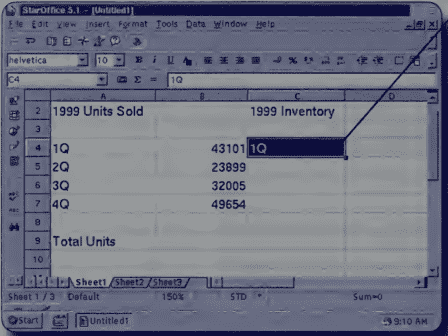 StarOffice 5.1 - [Untitled1]
File Edit View Insert Format Tools Data Window Help
helvetica 10 B i U A
C4 Σ = 1Q
A B C D
2 1999 Units Sold 1999 Inventory
3
4 1Q 43101 1Q
5 2Q 23899
6 3Q 32005
7 4Q 49654
8
9 Total Units
10
Sheet1 Sheet2 Sheet3
Sheet 1 / 3 Default 150% STD * Sum=0
Start Untitled1 9:10 AM